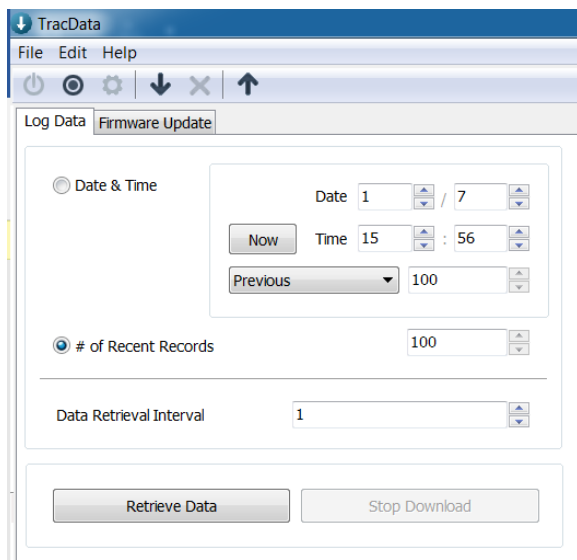 TracData
File Edit Help
Log Data Firmware Update
Date & Time
Date 1 / 7
Now Time 15 : 56
Previous 100
# of Recent Records 100
Data Retrieval Interval 1
Retrieve Data Stop Download